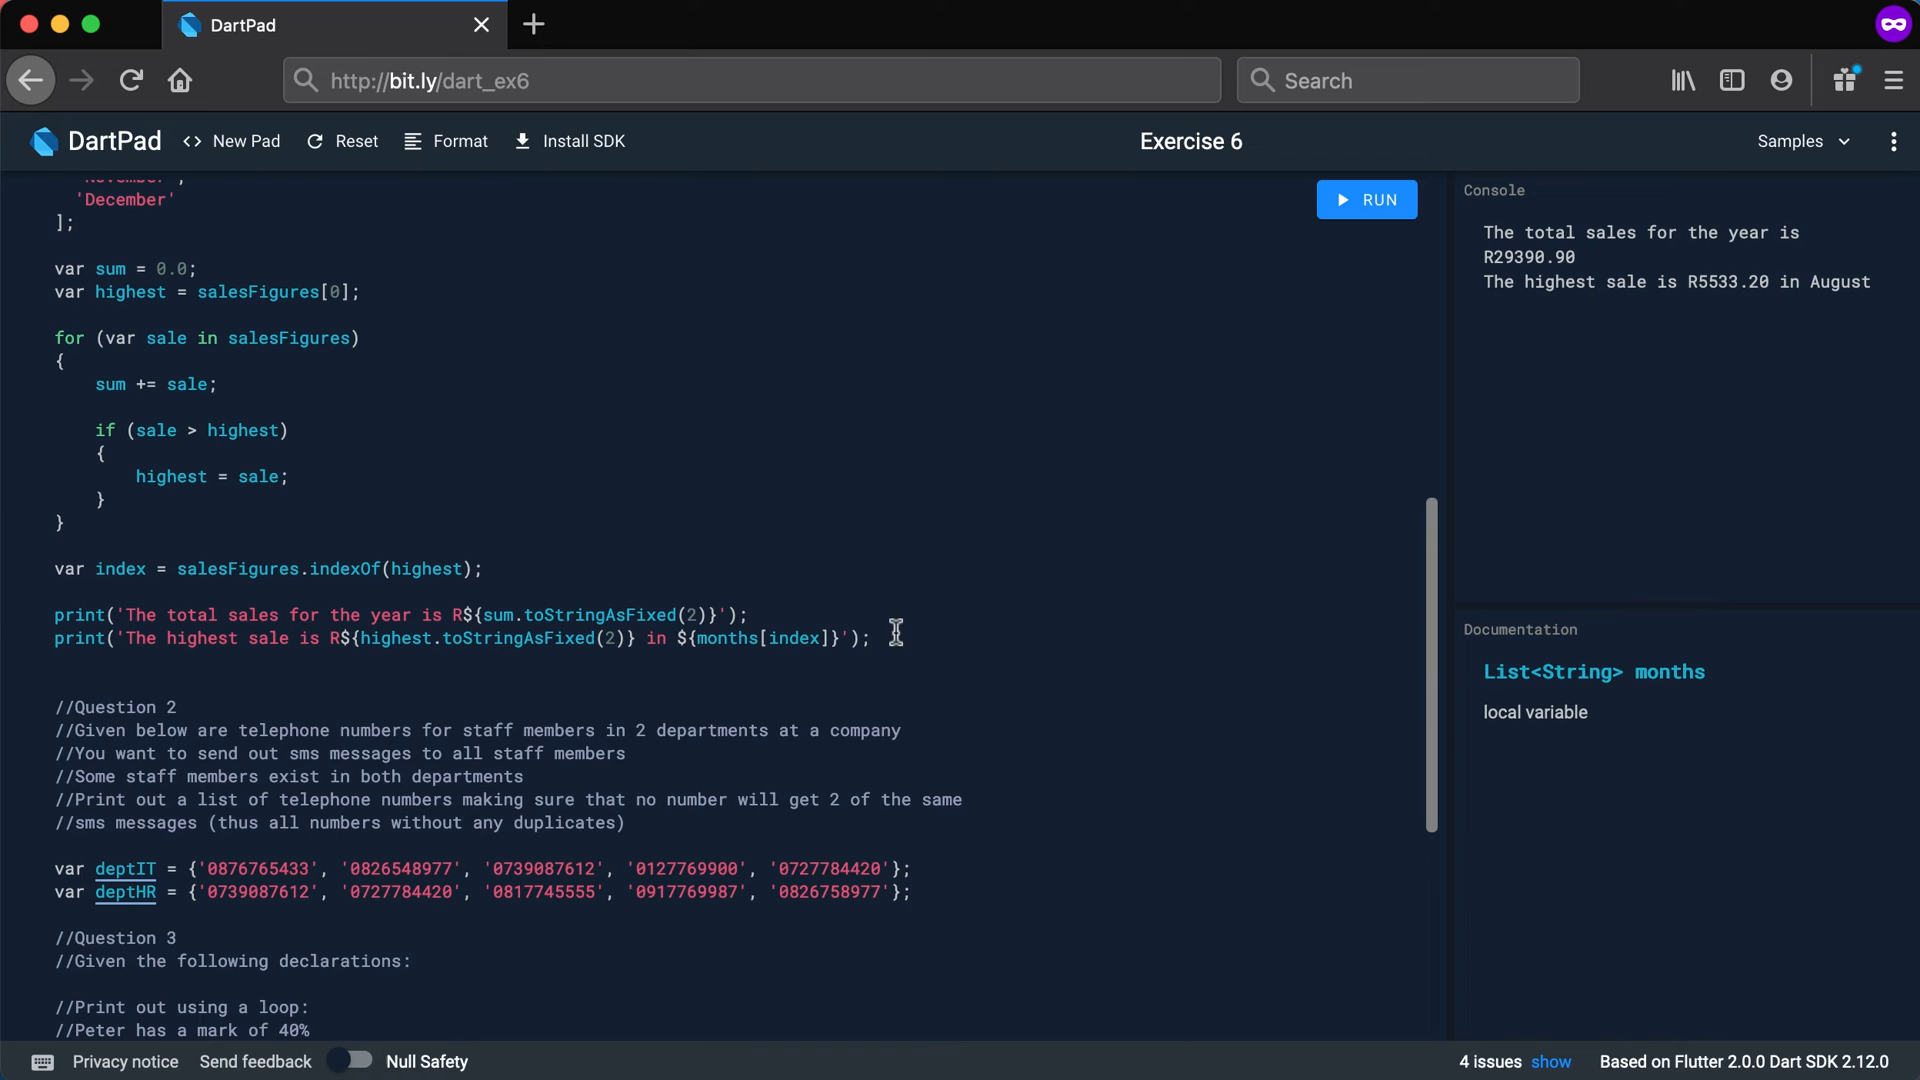 DartPad
http://bit.ly/dart_ex6
Search
DartPad
New Pad
Reset
Format
Install SDK
Exercise 6
Samples
'November',
'December'
];
var sum = 0.0;
var highest = salesFigures[0];
for (var sale in salesFigures)
{
sum += sale;
if (sale > highest)
{
highest = sale;
}
}
var index = salesFigures.indexOf(highest);
print('The total sales for the year is R${sum.toStringAsFixed(2)}');
print('The highest sale is R${highest.toStringAsFixed(2)} in ${months[index]}');
//Question 2
//Given below are telephone numbers for staff members in 2 departments at a company
//You want to send out sms messages to all staff members
//Some staff members exist in both departments
//Print out a list of telephone numbers making sure that no number will get 2 of the same
//sms messages (thus all numbers without any duplicates)
var deptIT = {'0876765433', '0826548977', '0739087612', '0127769900', '0727784420'};
var deptHR = {'0739087612', '0727784420', '0817745555', '0917769987', '0826758977'};
//Question 3
//Given the following declarations:
//Print out using a loop:
//Peter has a mark of 40%
RUN
Console
The total sales for the year is
R29390.90
The highest sale is R5533.20 in August
Documentation
List<String> months
local variable
Privacy notice
Send feedback
Null Safety
4 issues show
Based on Flutter 2.0.0 Dart SDK 2.12.0